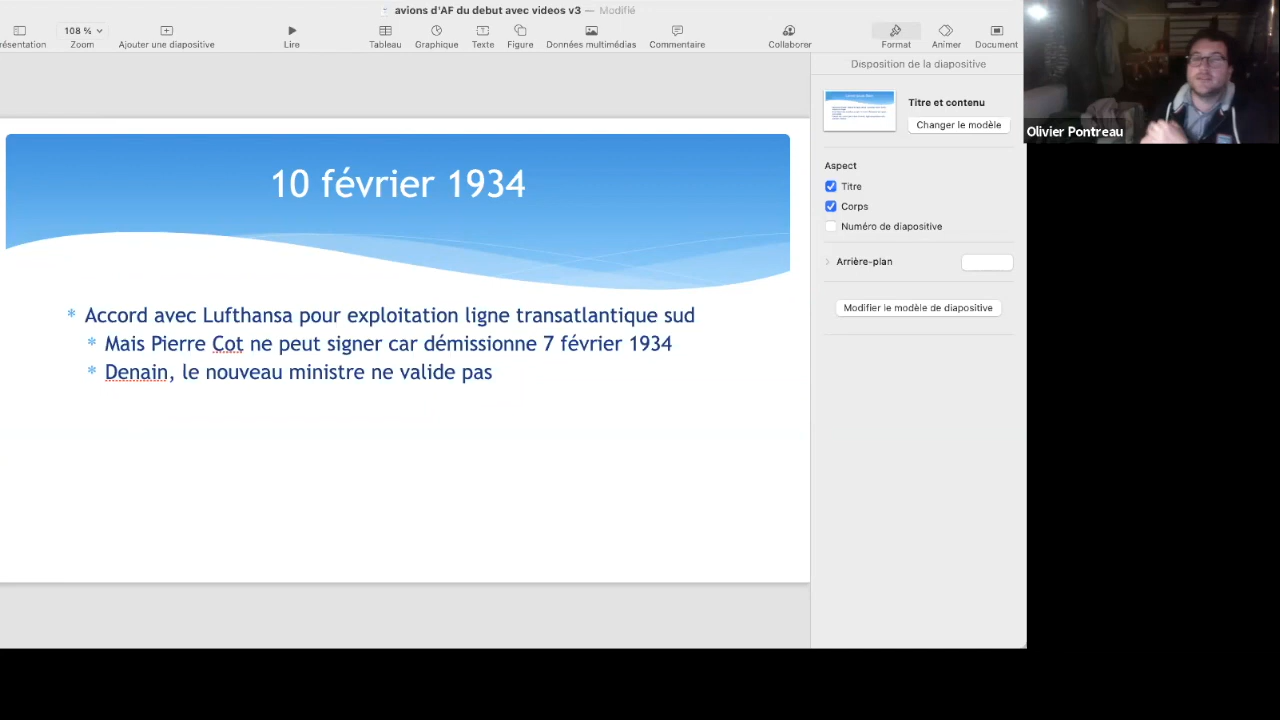 avions d'AF du debut avec videos v3 — Modifié
résentation
108 %
Zoom
Ajouter une diapositive
Lire
Tableau
Graphique
Texte
Figure
Données multimédias
Commentaire
Collaborer
Format
Animer
Document
Disposition de la diapositive
Titre et contenu
Changer le modèle
Aspect
Titre
Corps
Numéro de diapositive
Arrière-plan
Modifier le modèle de diapositive
10 février 1934
* Accord avec Lufthansa pour exploitation ligne transatlantique sud
* Mais Pierre Cot ne peut signer car démissionne 7 février 1934
* Denain, le nouveau ministre ne valide pas
Olivier Pontreau